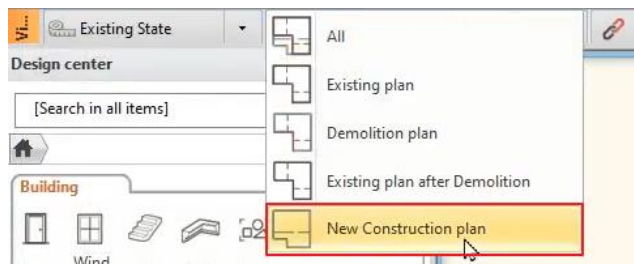 Vi...
Existing State
All
Design center
Existing plan
[Search in all items]
Demolition plan
Existing plan after Demolition
Building
New Construction plan
Wind